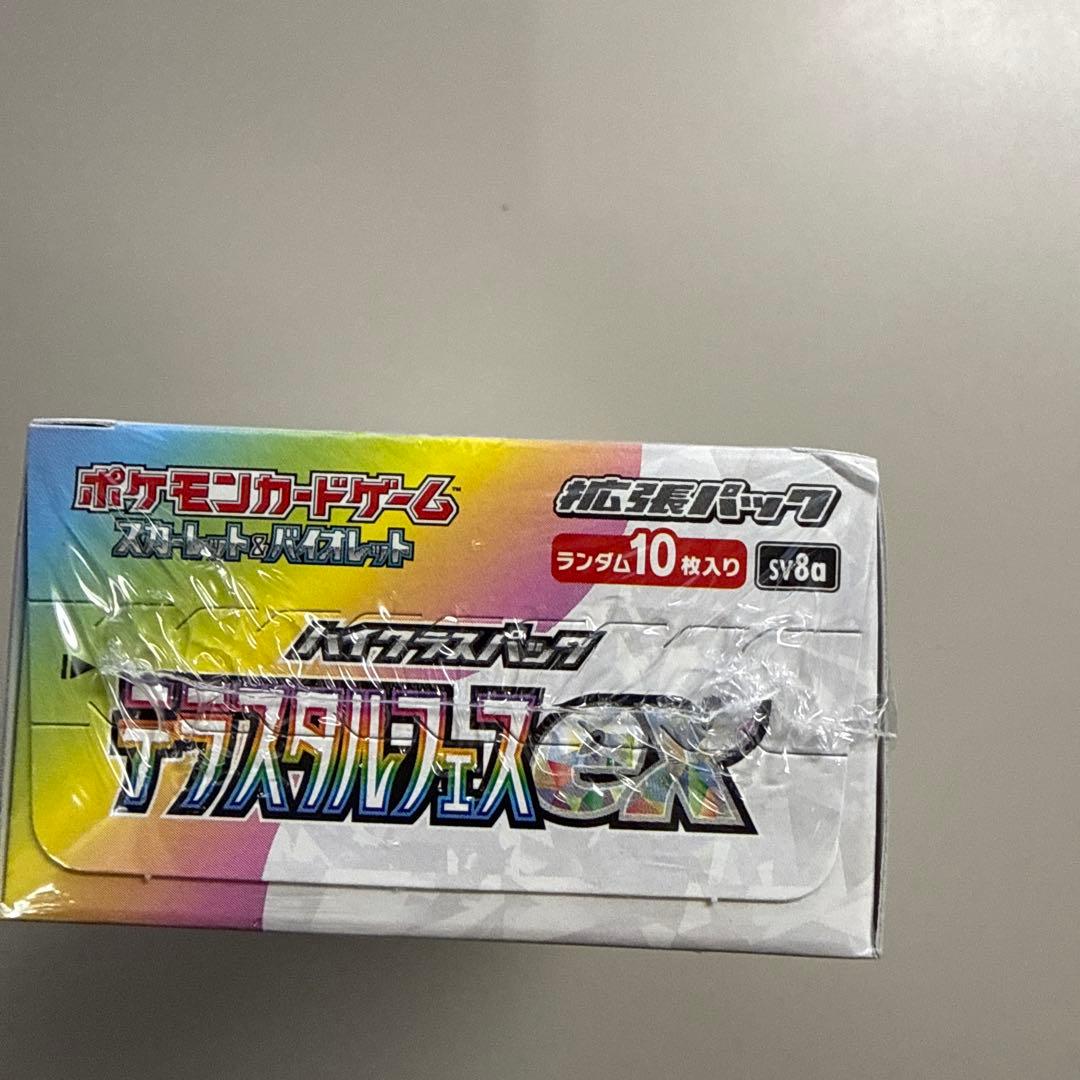 ポケモンカードゲーム™
スカーレット&バイオレット
拡張パック
ランダム10枚入り
sv8a
ハイクラスパック
テラスタルフェスex